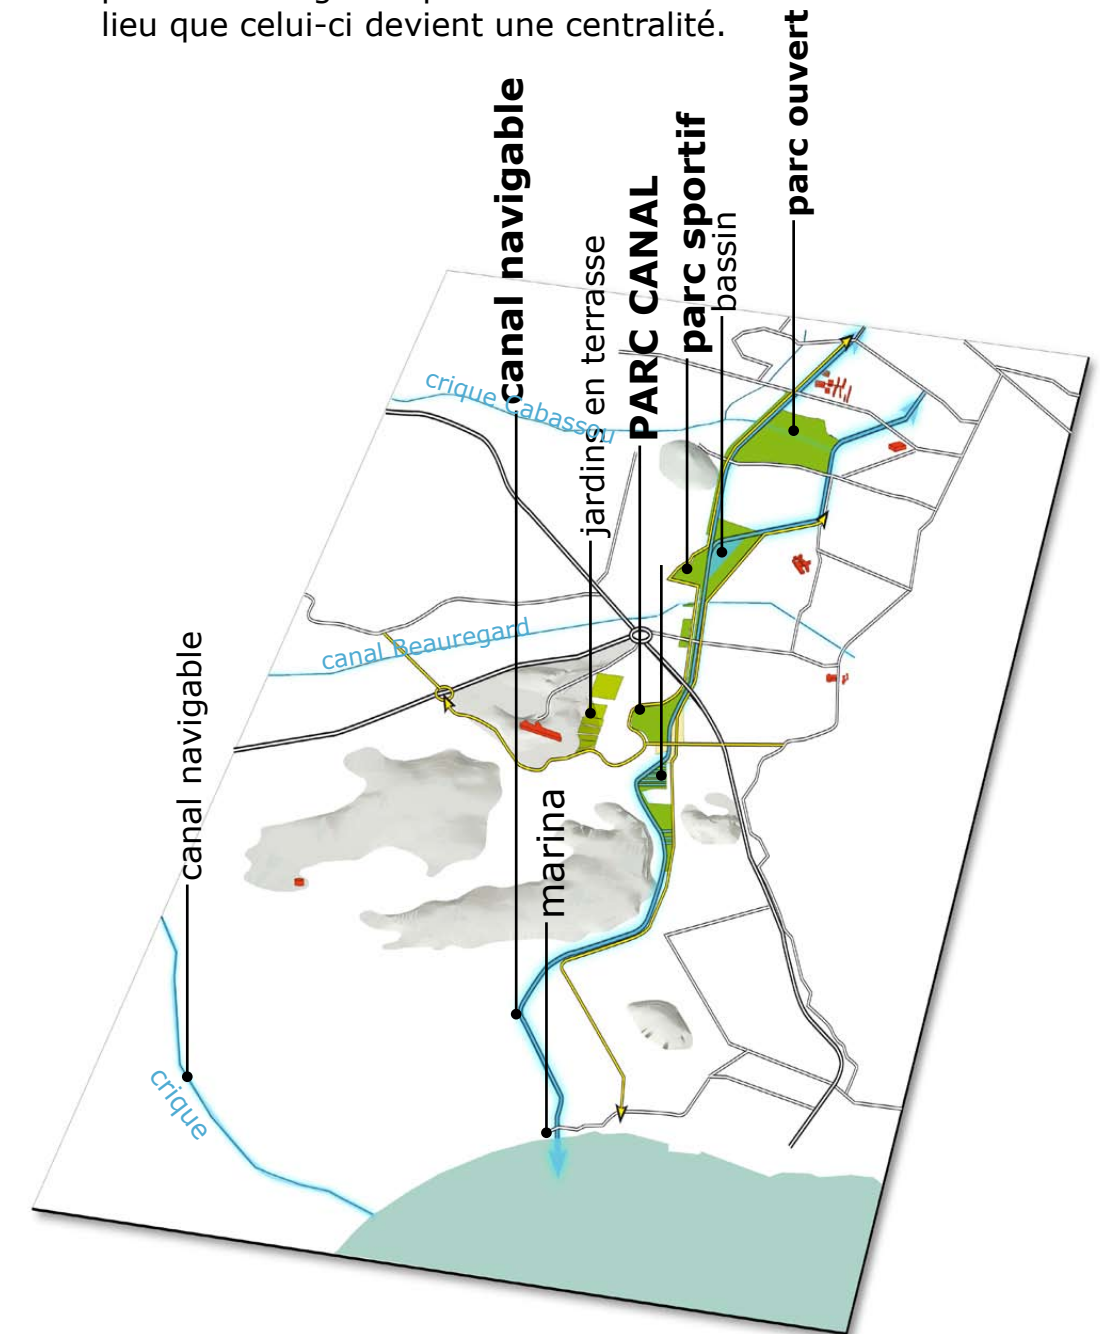 lieu que celui-ci devient une centralité.
canal navigable
jardins en terrasse
PARC CANAL
parc sportif
bassin
parc ouvert
crique Cabassou
canal Beauregard
canal navigable
marina
crique